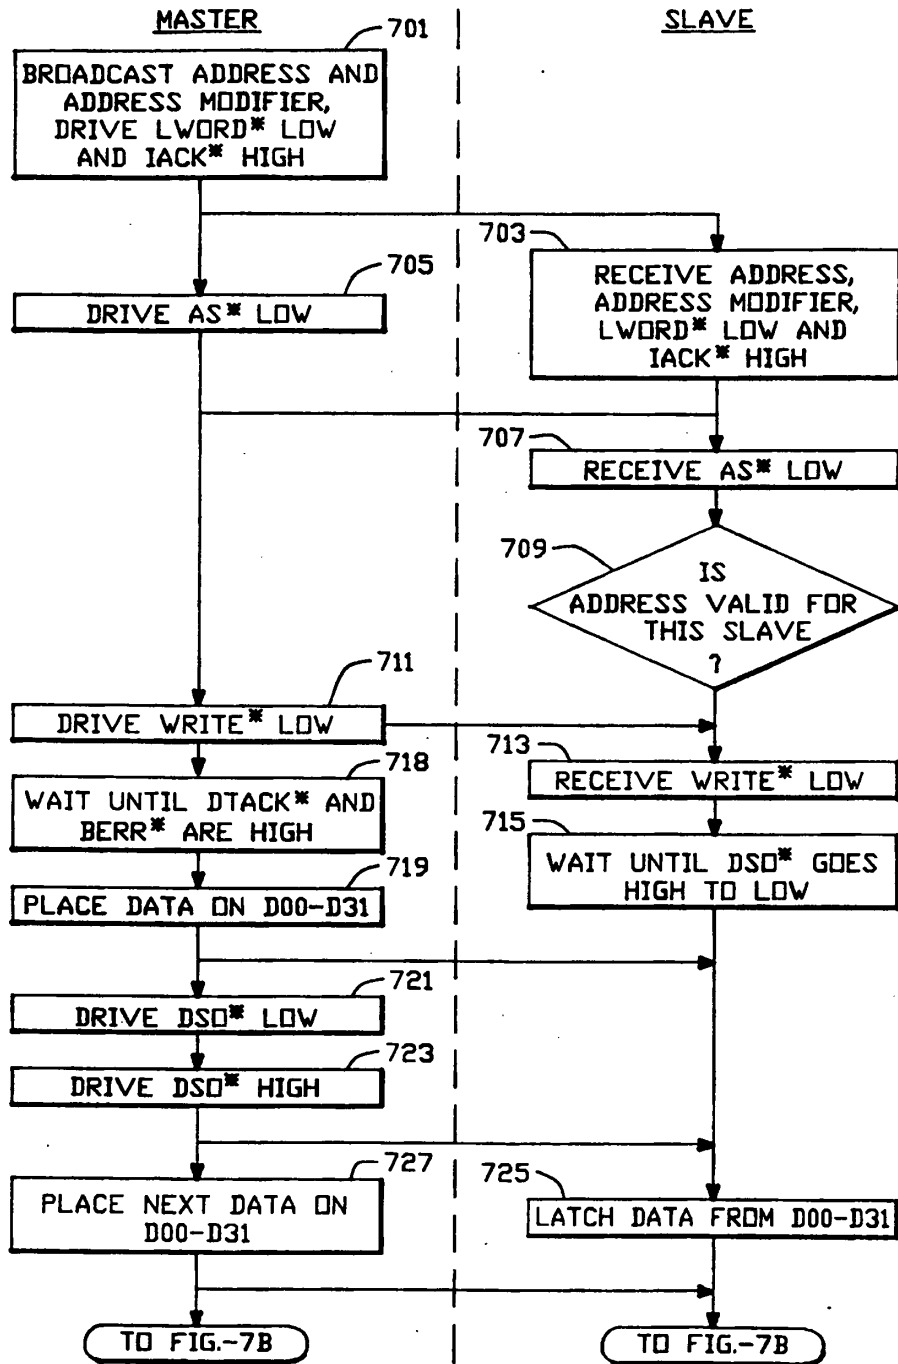 MASTER
SLAVE
701
BROADCAST ADDRESS AND
ADDRESS MODIFIER,
DRIVE LWORD* LOW
AND IACK* HIGH
703
RECEIVE ADDRESS,
ADDRESS MODIFIER,
LWORD* LOW AND
IACK* HIGH
705
DRIVE AS* LOW
707
RECEIVE AS* LOW
709
IS
ADDRESS VALID FOR
THIS SLAVE
?
711
DRIVE WRITE* LOW
713
RECEIVE WRITE* LOW
718
WAIT UNTIL DTACK* AND
BERR* ARE HIGH
715
WAIT UNTIL DS0* GOES
HIGH TO LOW
719
PLACE DATA ON D00-D31
721
DRIVE DS0* LOW
723
DRIVE DS0* HIGH
727
PLACE NEXT DATA ON
D00-D31
725
LATCH DATA FROM D00-D31
TO FIG.-7B
TO FIG.-7B